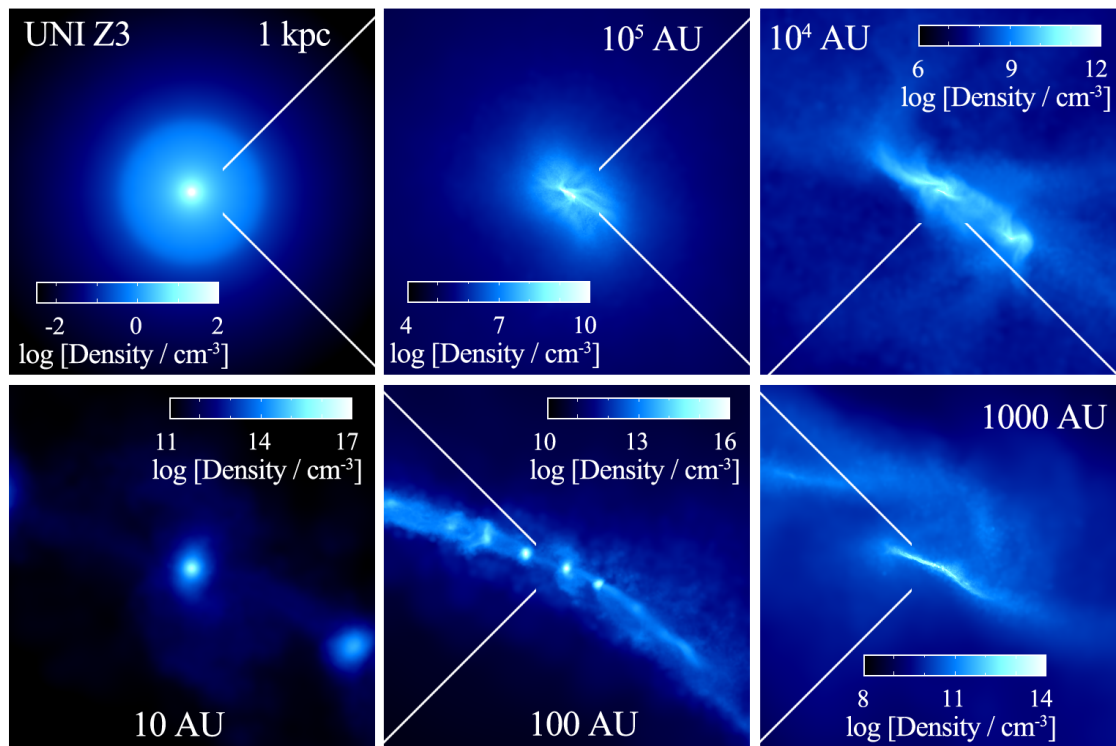 UNI Z3
1 kpc
-2 0 2
log [Density / cm⁻³]
10⁵ AU
4 7 10
log [Density / cm⁻³]
10⁴ AU
6 9 12
log [Density / cm⁻³]
11 14 17
log [Density / cm⁻³]
10 AU
10 13 16
log [Density / cm⁻³]
100 AU
1000 AU
8 11 14
log [Density / cm⁻³]